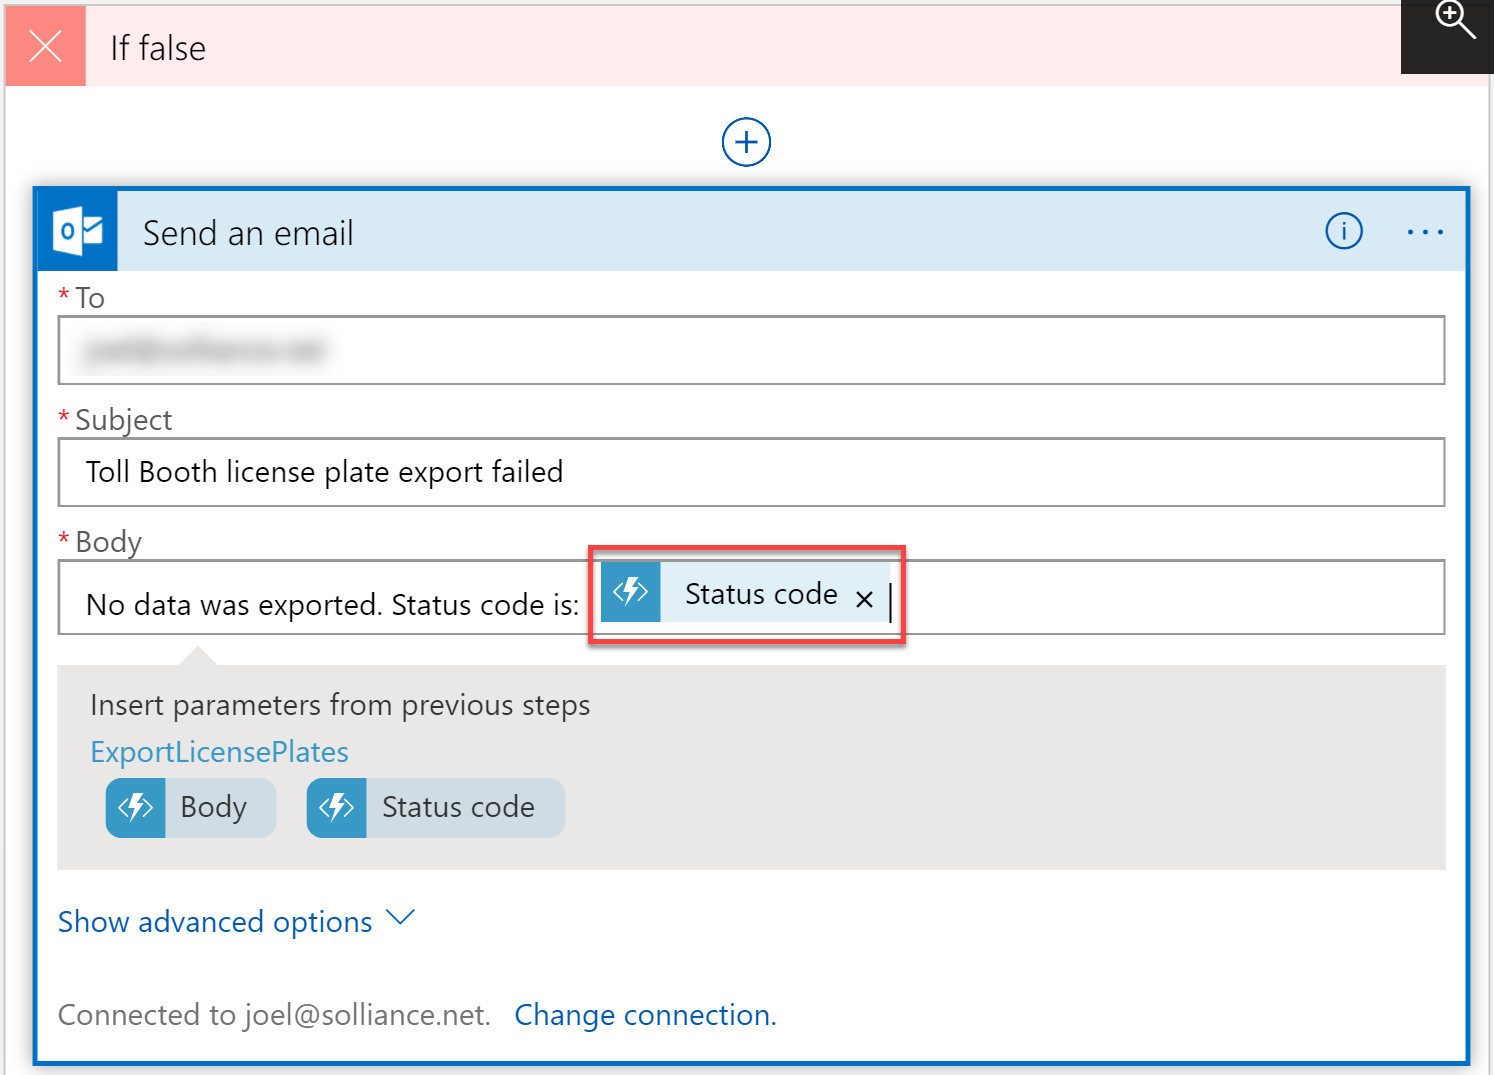 If false
Send an email
* To
* Subject
Toll Booth license plate export failed
* Body
No data was exported. Status code is: Status code ×
Insert parameters from previous steps
ExportLicensePlates
Body Status code
Show advanced options
Connected to joel@solliance.net. Change connection.